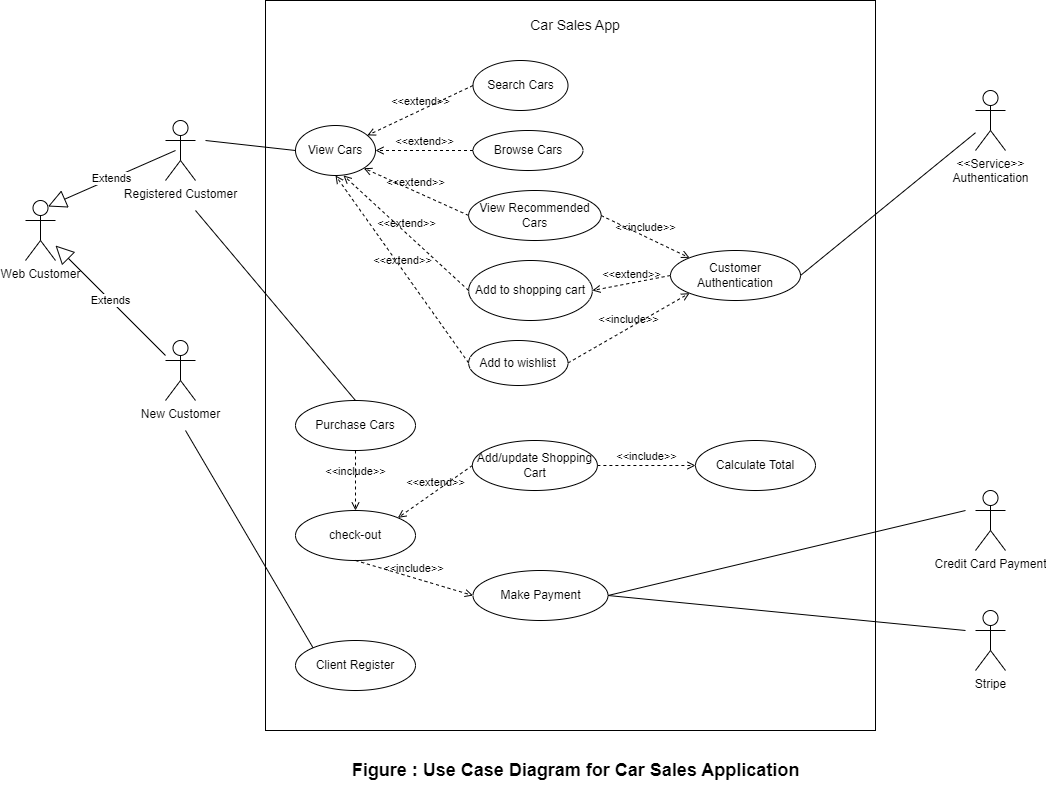 Car Sales App
Search Cars
<<extend>>
View Cars
<<extend>>
Browse Cars
<<Service>>
Authentication
Extends
Registered Customer
<<extend>>
View Recommended
Cars
<<include>>
<<extend>>
Web Customer
<<extend>>
Customer
Authentication
<<extend>>
Add to shopping cart
Extends
<<include>>
Add to wishlist
New Customer
Purchase Cars
Add/update Shopping
Cart
<<include>>
Calculate Total
<<include>>
<<extend>>
check-out
<<include>>
Credit Card Payment
Make Payment
Client Register
Stripe
Figure : Use Case Diagram for Car Sales Application